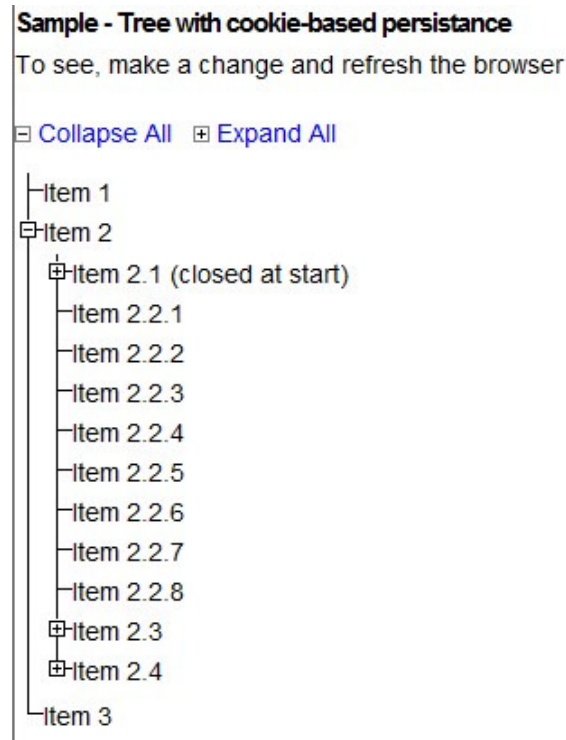 Sample - Tree with cookie-based persistance
To see, make a change and refresh the browser
Collapse All Expand All
Item 1
Item 2
Item 2.1 (closed at start)
Item 2.2.1
Item 2.2.2
Item 2.2.3
Item 2.2.4
Item 2.2.5
Item 2.2.6
Item 2.2.7
Item 2.2.8
Item 2.3
Item 2.4
Item 3